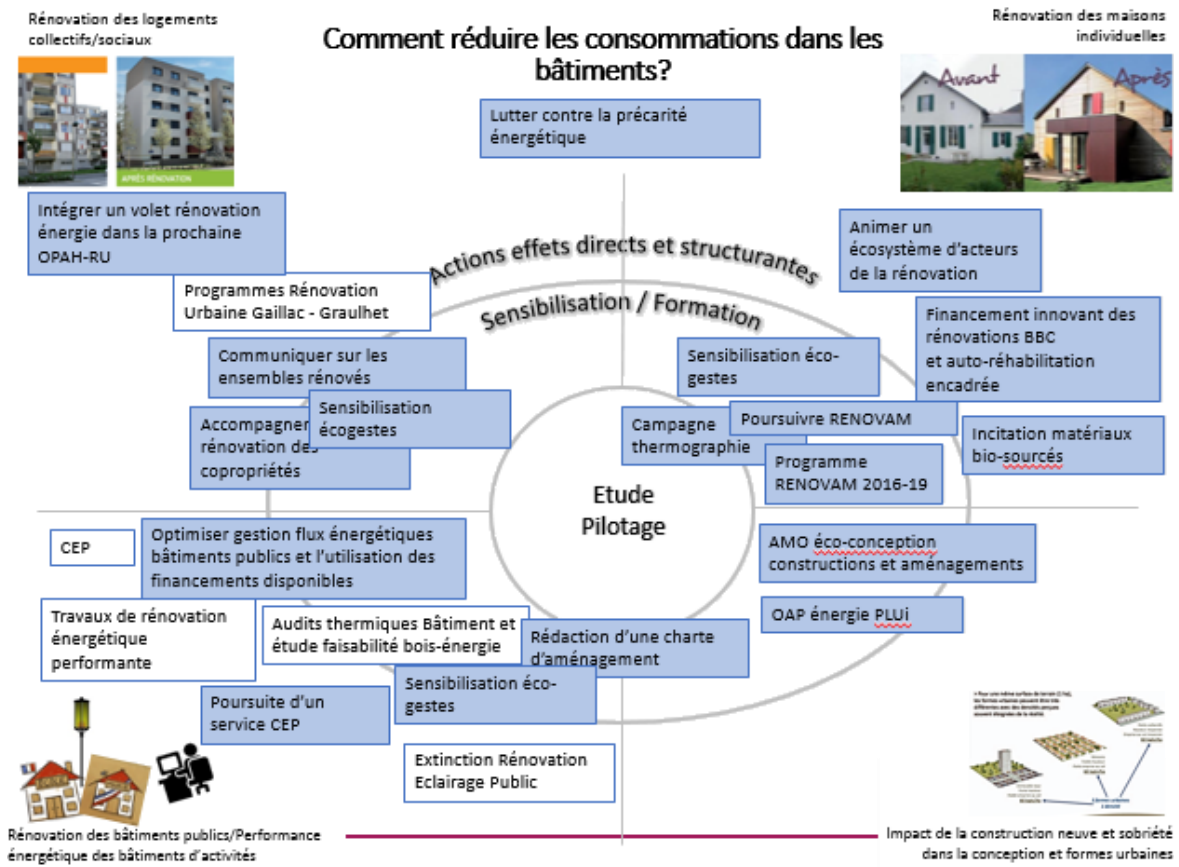 Rénovation des logements
collectifs/sociaux
Comment réduire les consommations dans les
bâtiments?
Rénovation des maisons
individuelles
Avant
Après
APRÈS RÉNOVATION
Lutter contre la précarité
énergétique
Intégrer un volet rénovation
énergie dans la prochaine
OPAH-RU
Animer un
écosystème d'acteurs
de la rénovation
Actions effets directs et structurantes
Programmes Rénovation
Urbaine Gaillac - Graulhet
Sensibilisation / Formation
Financement innovant des
rénovations BBC
et auto-réhabilitation
encadrée
Communiquer sur les
ensembles rénovés
Sensibilisation éco-
gestes
Sensibilisation
écogestes
Accompagner
rénovation des
copropriétés
Campagne
thermographie
Poursuivre RENOVAM
Incitation matériaux
bio-sourcés
Programme
RENOVAM 2016-19
Etude
Pilotage
CEP
Optimiser gestion flux énergétiques
bâtiments publics et l'utilisation des
financements disponibles
AMO éco-conception
constructions et aménagements
Travaux de rénovation
énergétique
performante
Audits thermiques Bâtiment et
étude faisabilité bois-énergie
OAP énergie PLUi
Rédaction d'une charte
d'aménagement
Sensibilisation éco-
gestes
Poursuite d'un
service CEP
Extinction Rénovation
Eclairage Public
Rénovation des bâtiments publics/Performance
énergétique des bâtiments d'activités
Impact de la construction neuve et sobriété
dans la conception et formes urbaines